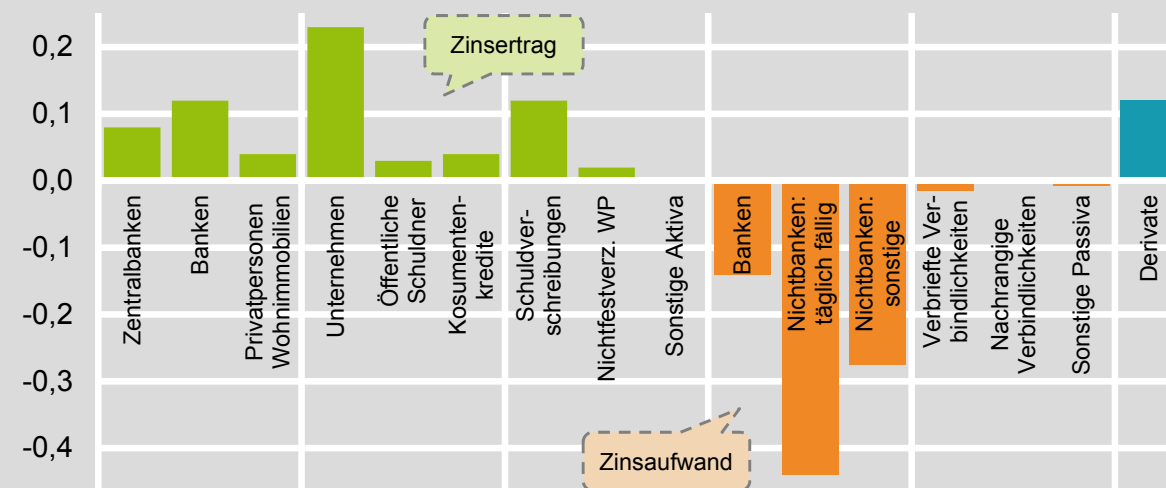 0,2
0,1
0,0
-0,1
-0,2
-0,3
-0,4
Zinsertrag
Zentralbanken
Banken
Privatpersonen
Wohnimmobilien
Unternehmen
Öffentliche
Schuldner
Kosumenten-
kredite
Schuldver-
schreibungen
Nichtfestverz. WP
Sonstige Aktiva
Banken
Nichtbanken:
täglich fällig
Nichtbanken:
sonstige
Verbriefte Ver-
bindlichkeiten
Nachrangige
Verbindlichkeiten
Sonstige Passiva
Derivate
Zinsaufwand